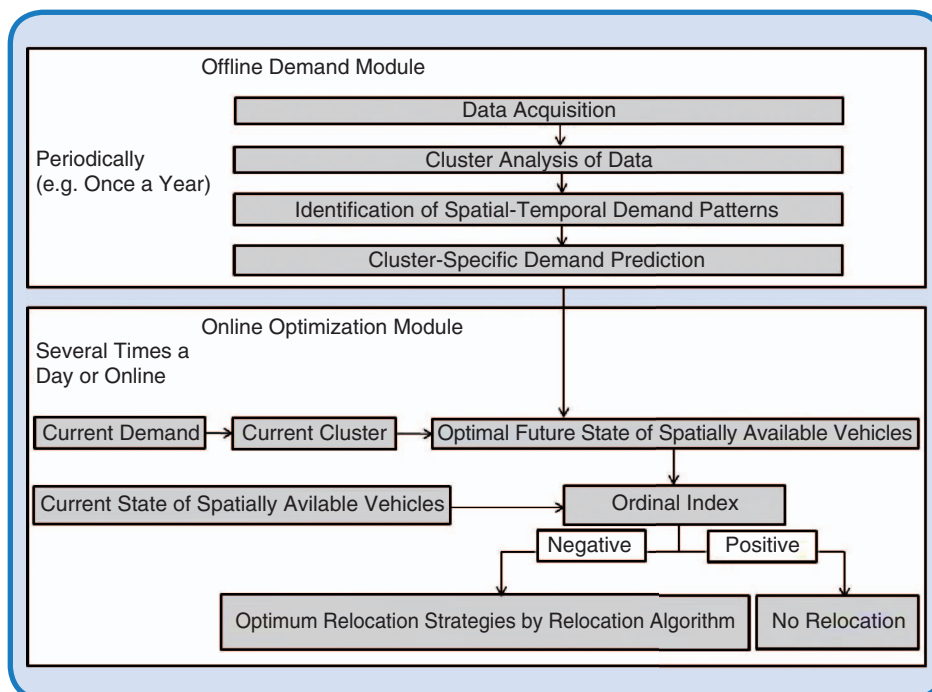 Offline Demand Module
Data Acquisition
Periodically
(e.g. Once a Year)
Cluster Analysis of Data
Identification of Spatial-Temporal Demand Patterns
Cluster-Specific Demand Prediction
Online Optimization Module
Several Times a
Day or Online
Current Demand
Current Cluster
Optimal Future State of Spatially Available Vehicles
Current State of Spatially Avilable Vehicles
Ordinal Index
Negative
Positive
Optimum Relocation Strategies by Relocation Algorithm
No Relocation